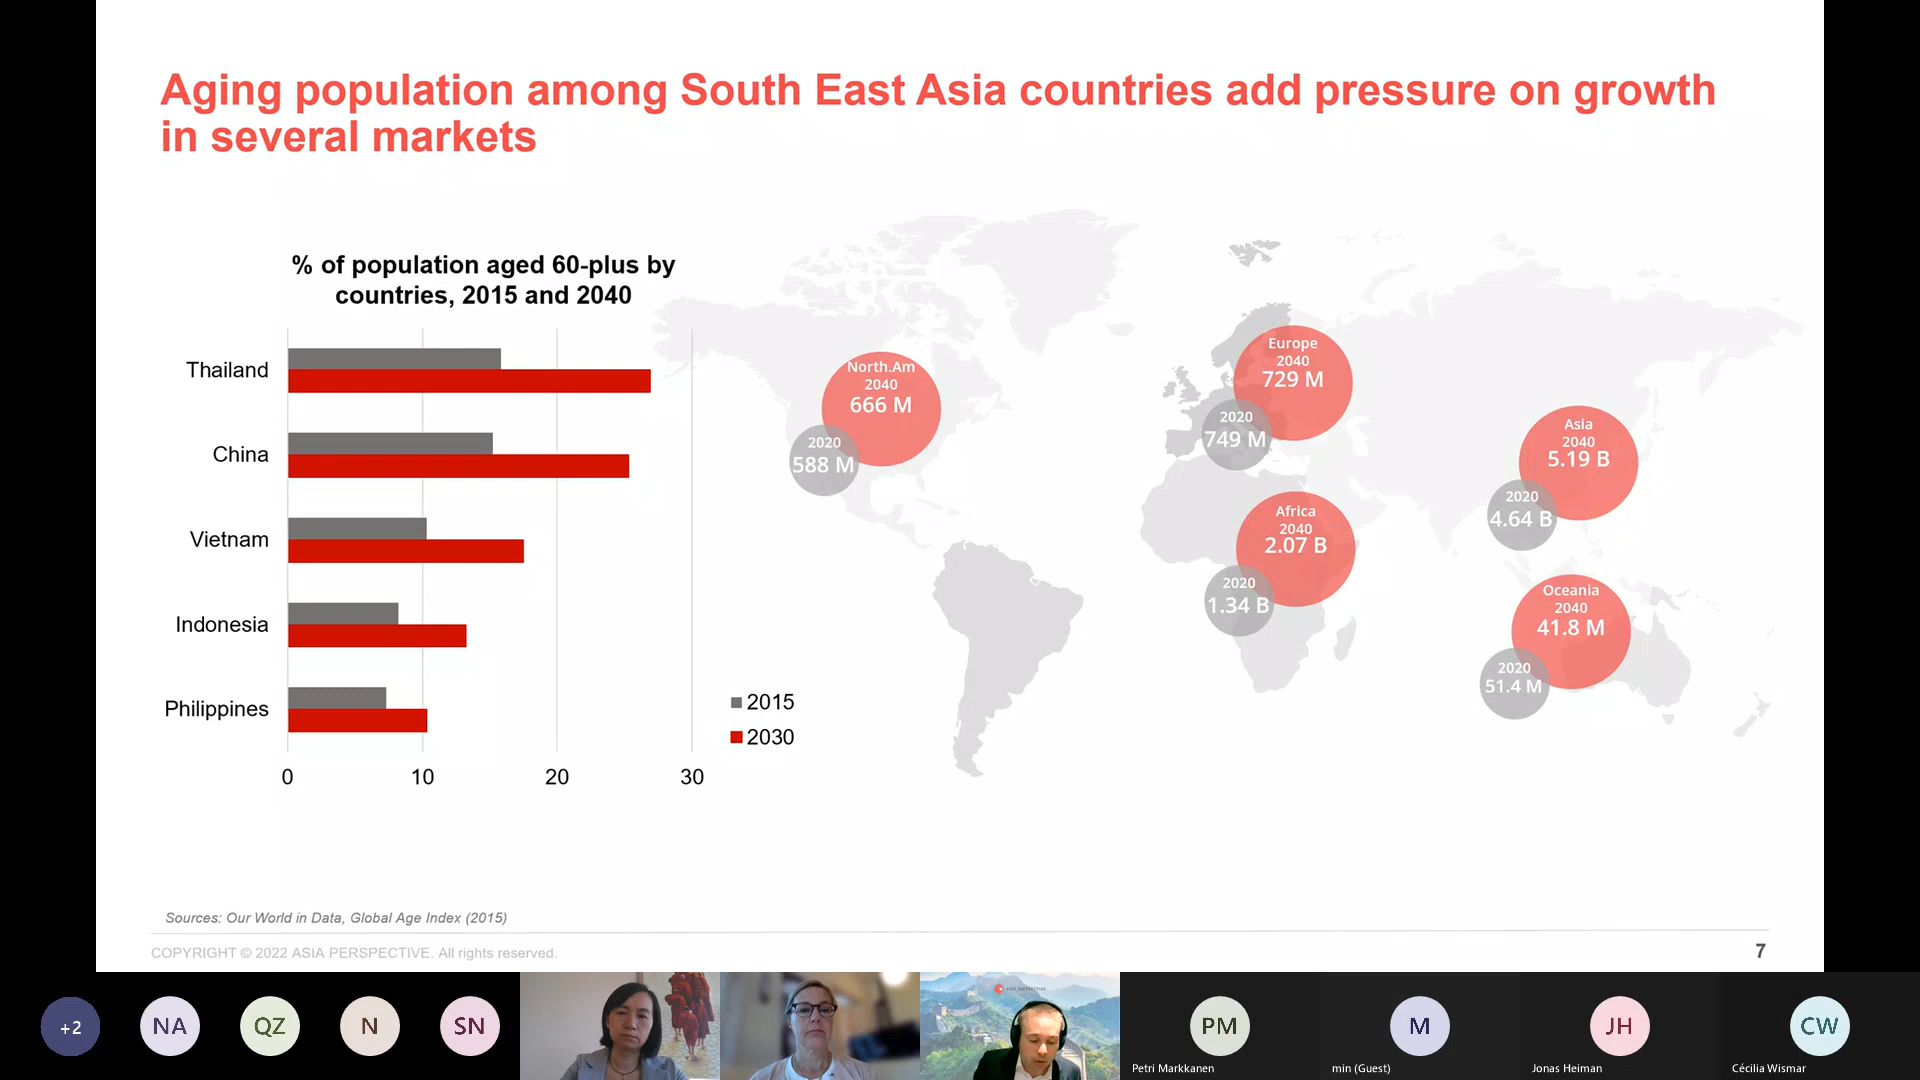 Aging population among South East Asia countries add pressure on growth
in several markets
% of population aged 60-plus by
countries, 2015 and 2040
Thailand
China
Vietnam
Indonesia
Philippines
0 10 20 30
2015
2030
North.Am
2040
666 M
2020
588 M
Europe
2040
729 M
2020
749 M
Africa
2040
2.07 B
2020
1.34 B
Asia
2040
5.19 B
2020
4.64 B
Oceania
2040
41.8 M
2020
51.4 M
Sources: Our World in Data, Global Age Index (2015)
COPYRIGHT © 2022 ASIA PERSPECTIVE. All rights reserved.
7
+2
NA
QZ
N
SN
ASIA PERSPECTIVE
PM
Petri Markkanen
M
min (Guest)
JH
Jonas Heiman
CW
Cécilia Wismar